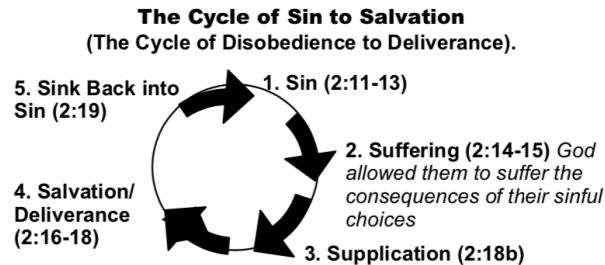 The Cycle of Sin to Salvation
(The Cycle of Disobedience to Deliverance).
1. Sin (2:11-13)
2. Suffering (2:14-15) God
allowed them to suffer the
consequences of their sinful
choices
3. Supplication (2:18b)
4. Salvation/
Deliverance
(2:16-18)
5. Sink Back into
Sin (2:19)